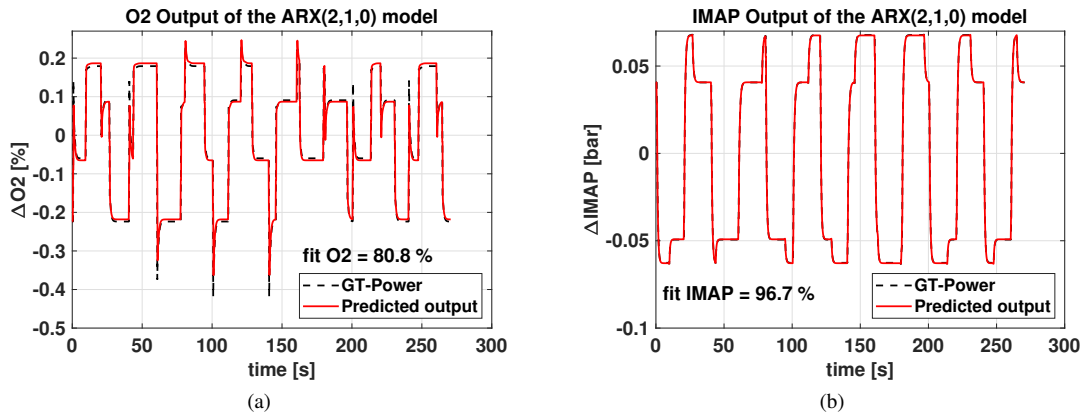 O2 Output of the ARX(2,1,0) model
0.2
0.1
0
-0.1
-0.2
-0.3
-0.4
-0.5
ΔO2 [%]
fit O2 = 80.8 %
GT-Power
Predicted output
0 50 100 150 200 250 300
time [s]
(a)
IMAP Output of the ARX(2,1,0) model
0.05
0
-0.05
-0.1
ΔIMAP [bar]
fit IMAP = 96.7 %
GT-Power
Predicted output
0 50 100 150 200 250 300
time [s]
(b)